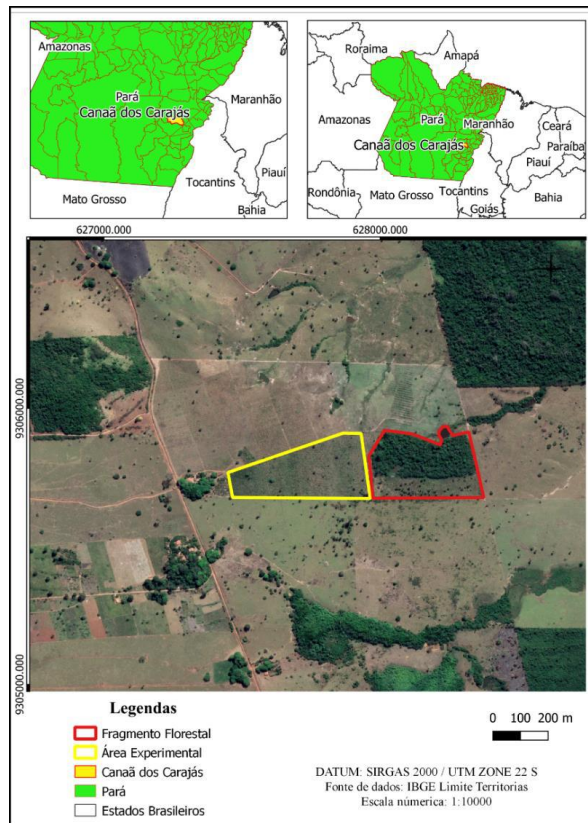 Amazonas
Pará
Canaã dos Carajás
Maranhão
Piauí
Tocantins
Mato Grosso
Bahia
Roraima
Amapá
Amazonas
Pará
Maranhão
Ceará
Canaã dos Carajás
Paraíba
Piauí
Rondônia
Mato Grosso
Tocantins
Bahia
Goiás
627000.000
628000.000
9306000.000
9305000.000
Legendas
Fragmento Florestal
Área Experimental
Canaã dos Carajás
Pará
Estados Brasileiros
0 100 200 m
DATUM: SIRGAS 2000 / UTM ZONE 22 S
Fonte de dados: IBGE Limite Territorias
Escala númerica: 1:10000